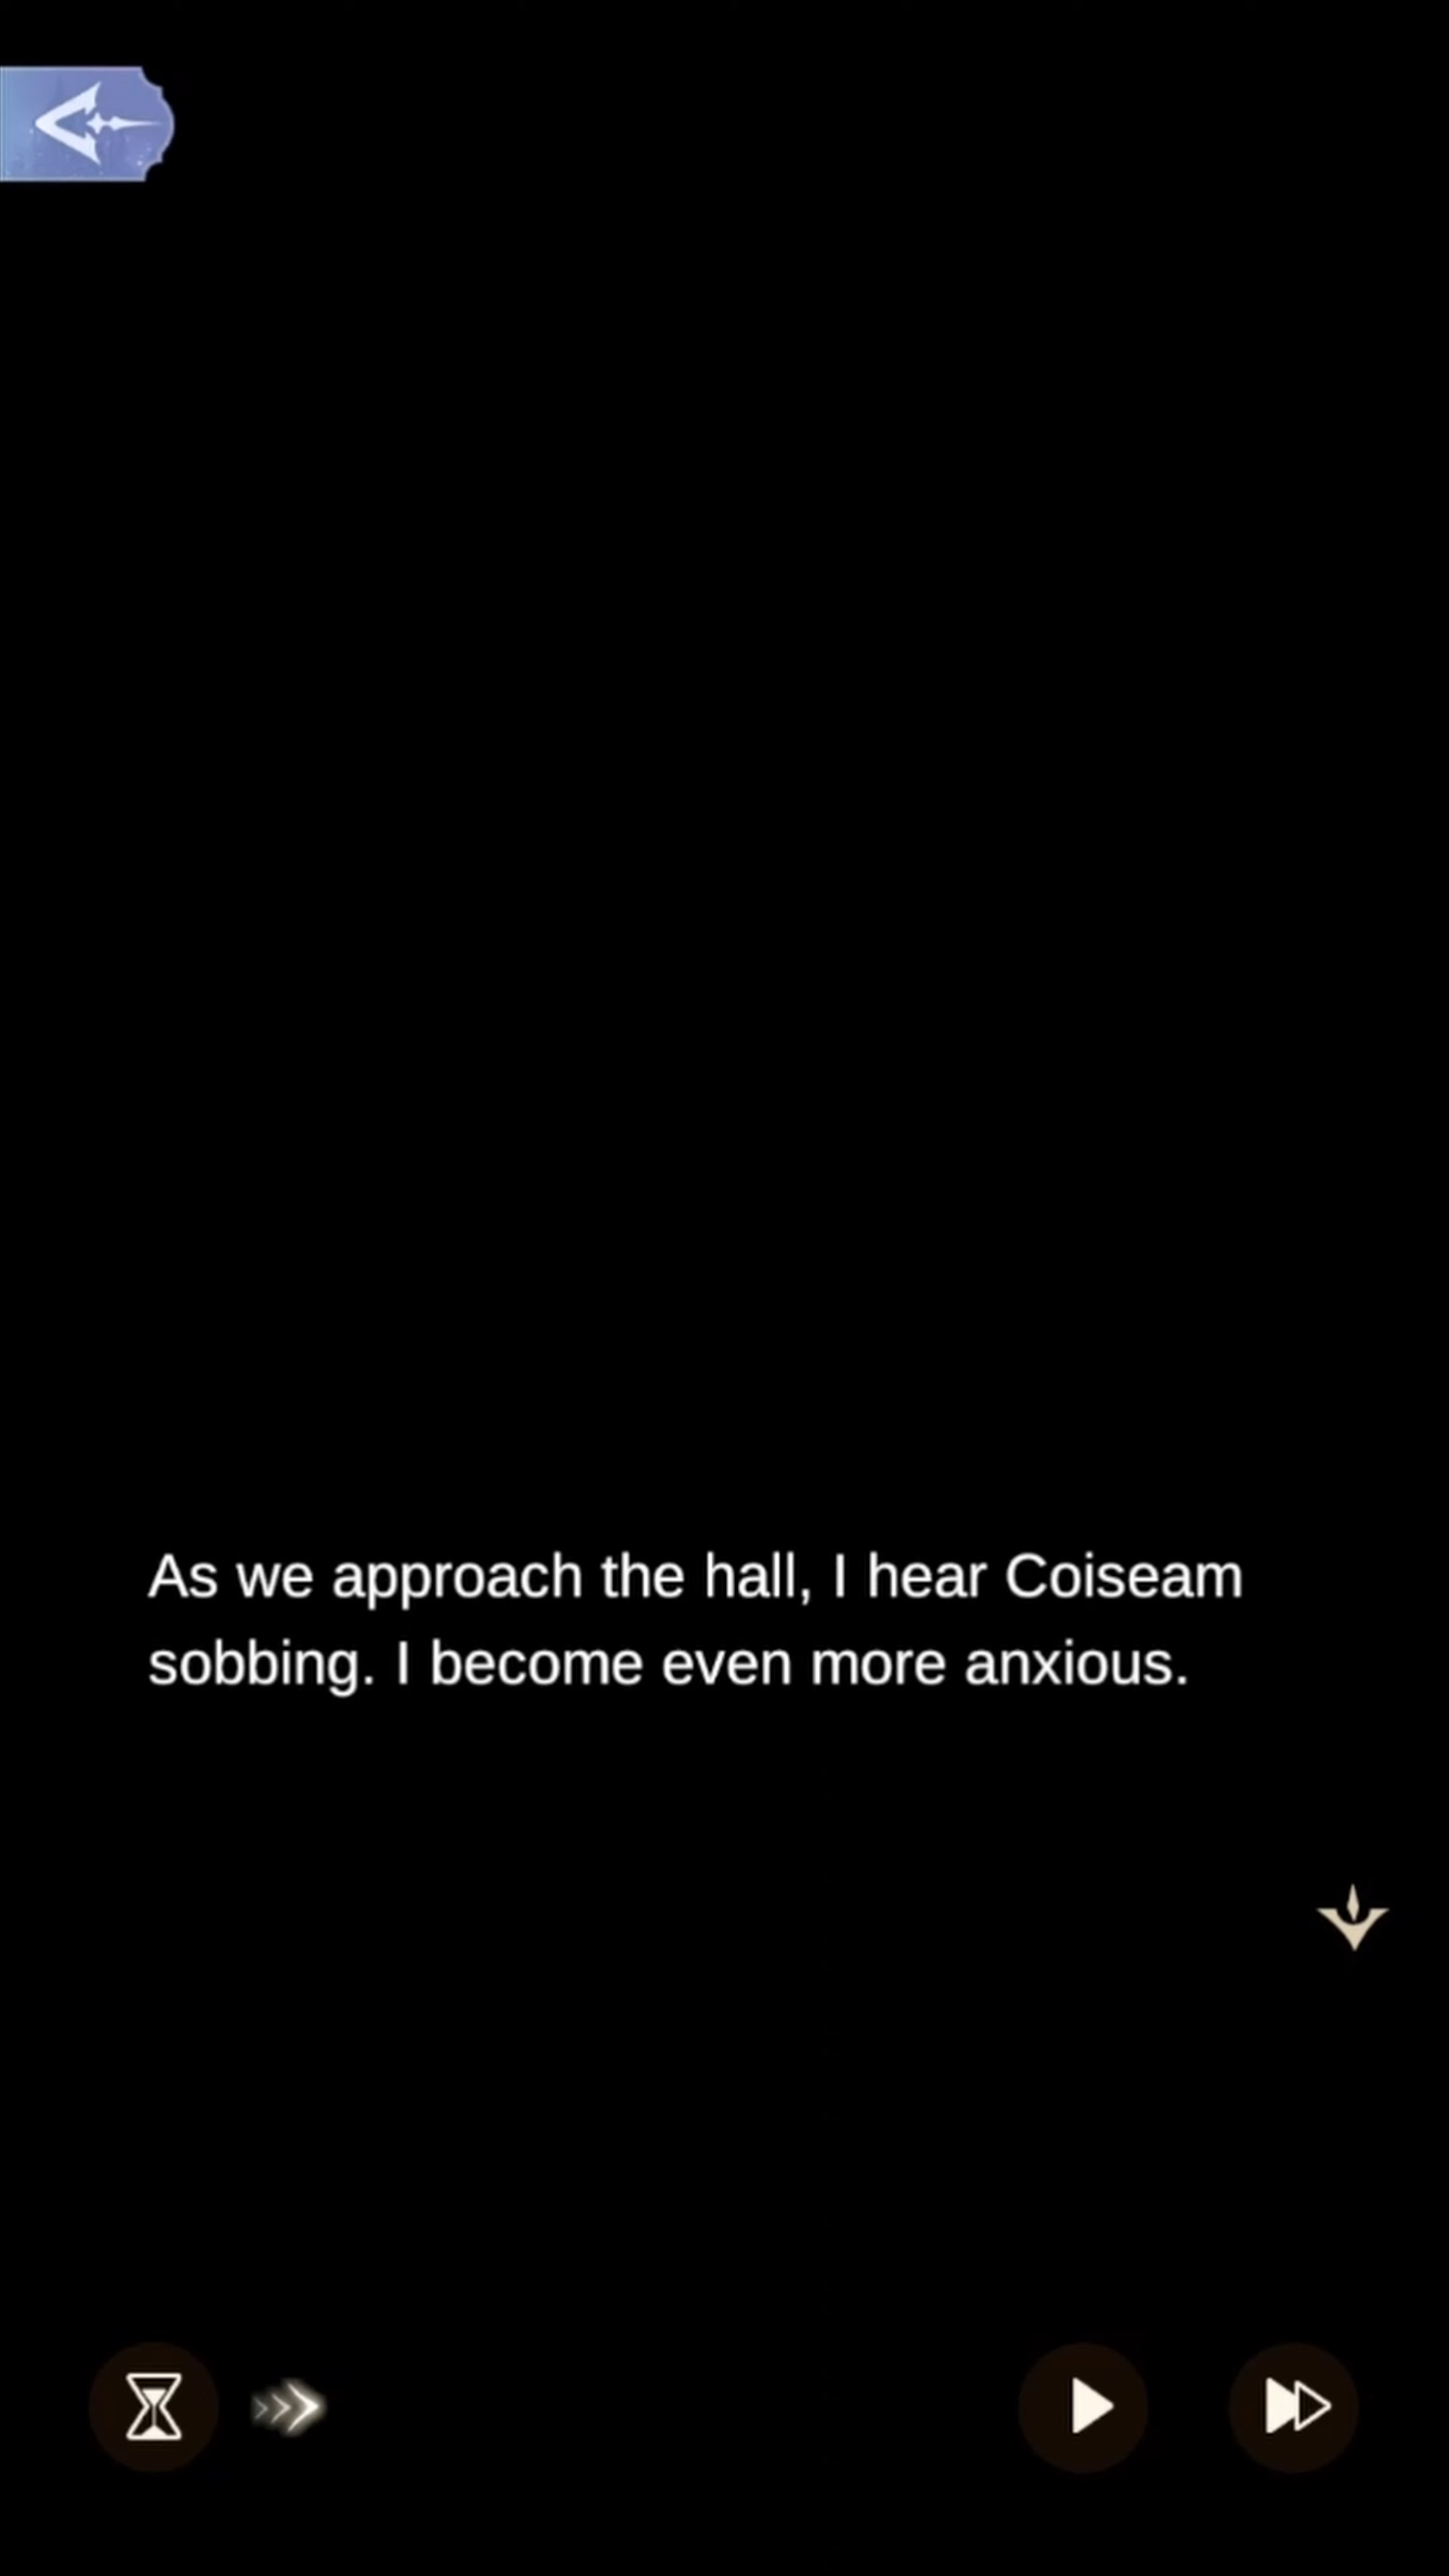 As we approach the hall, I hear Coiseam
sobbing. I become even more anxious.